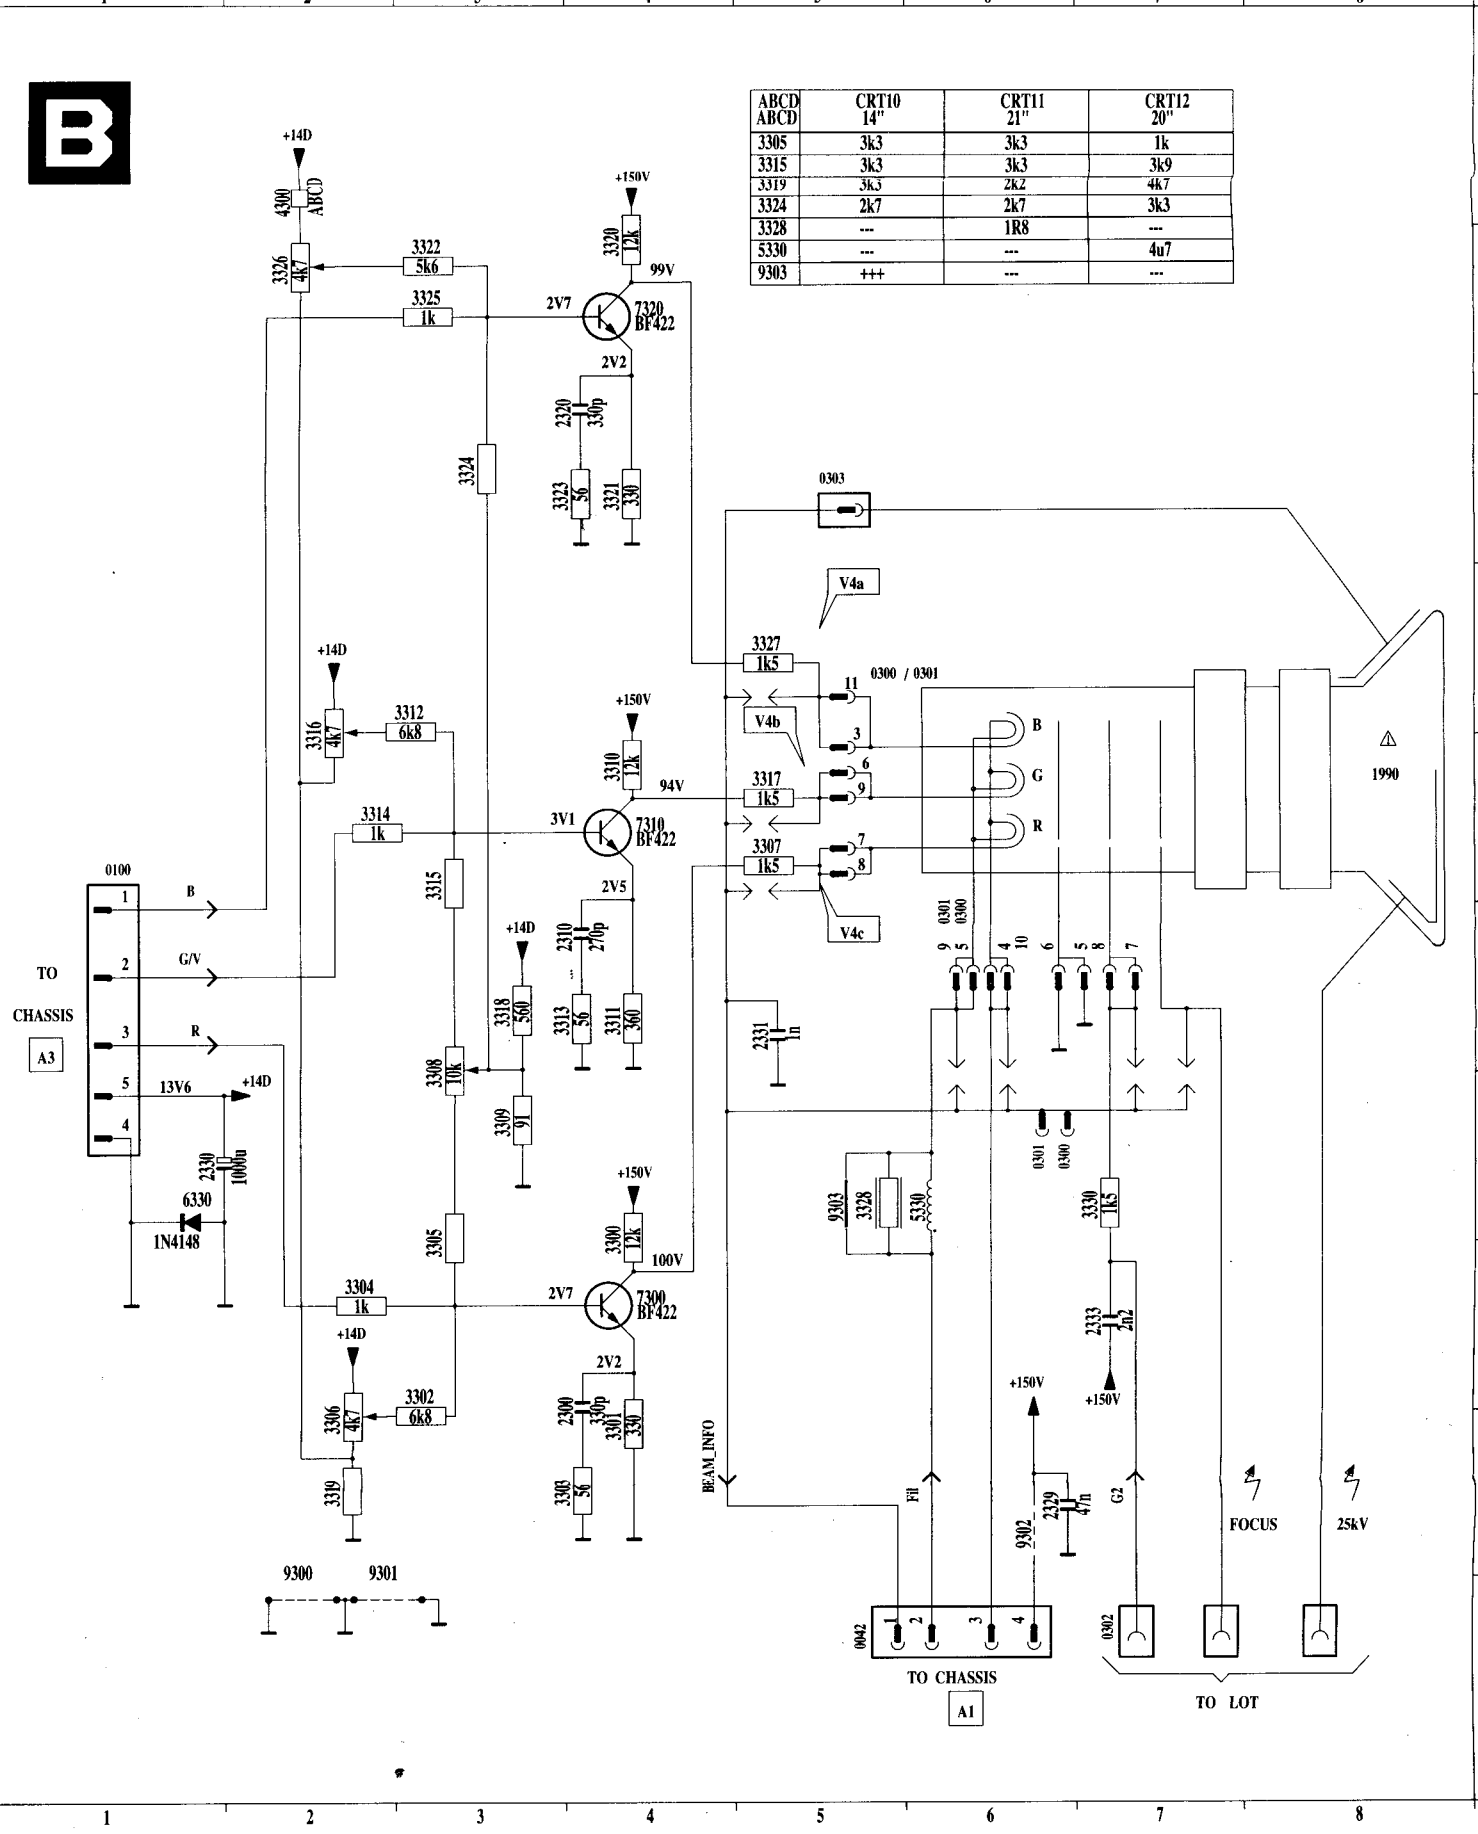 B
ABCD CRT10 CRT11 CRT12
ABCD 14" 21" 20"
3305 3k3 3k3 1k
3315 3k3 3k3 3k9
3319 3k3 2k2 4k7
3324 2k7 2k7 3k3
3328 --- 1R8 ---
5330 --- --- 4u7
9303 +++ --- ---
+14D
4300
ABCD
3326
4k7
3322
5k6
3325
1k
+150V
3320
12k
99V
2V7
7320
BF422
2V2
2320
330p
3324
3323
56
3321
330
0303
V4a
+14D
3316
4k7
3312
6k8
3314
1k
+150V
3310
12k
94V
3V1
7310
BF422
2V5
3327
1k5
11
0300 / 0301
V4b
3
6
3317
1k5
9
7
3307
1k5
8
V4c
B
G
R
1990
0100
1
B
TO
2
G/V
CHASSIS
3
R
A3
5
13V6
+14D
4
2330
1000u
6330
1N4148
3315
+14D
3318
560
3308
10k
3309
91
2310
270p
3313
56
3311
360
2331
1n
0301
0300
9
5
4
10
6
5
8
7
0301
0300
9303
3328
5330
3330
1k5
3305
+150V
3300
12k
100V
3304
1k
2V7
7300
BF422
+14D
2V2
3306
4k7
3302
6k8
2300
330p
3301
330
3303
56
3319
2333
2n2
+150V
+150V
BEAM_INFO
Fil
9302
2329
47n
G2
FOCUS
25kV
9300
9301
0042
1
2
3
4
0302
TO CHASSIS
A1
TO LOT
1 2 3 4 5 6 7 8